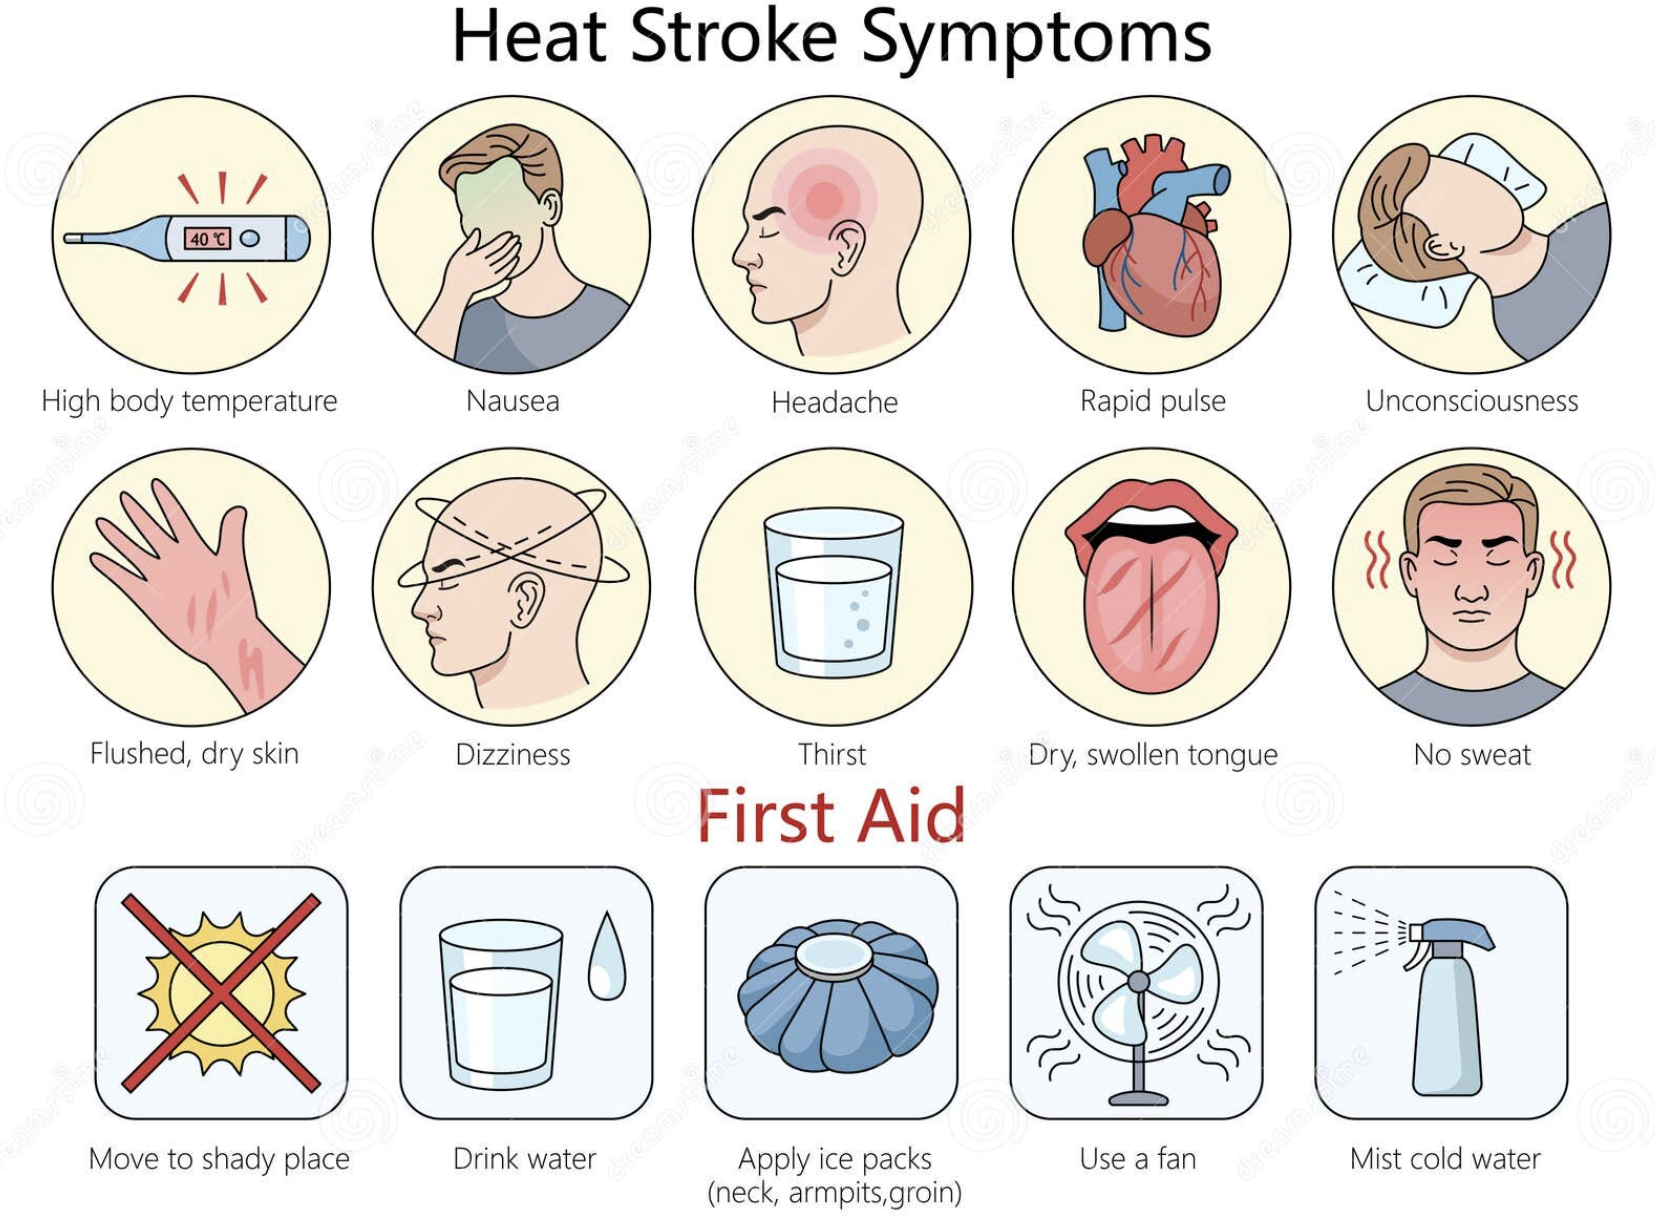 Heat Stroke Symptoms
40 °C
High body temperature
Nausea
Headache
Rapid pulse
Unconsciousness
Flushed, dry skin
Dizziness
Thirst
Dry, swollen tongue
No sweat
First Aid
Move to shady place
Drink water
Apply ice packs
(neck, armpits,groin)
Use a fan
Mist cold water
dreamstime